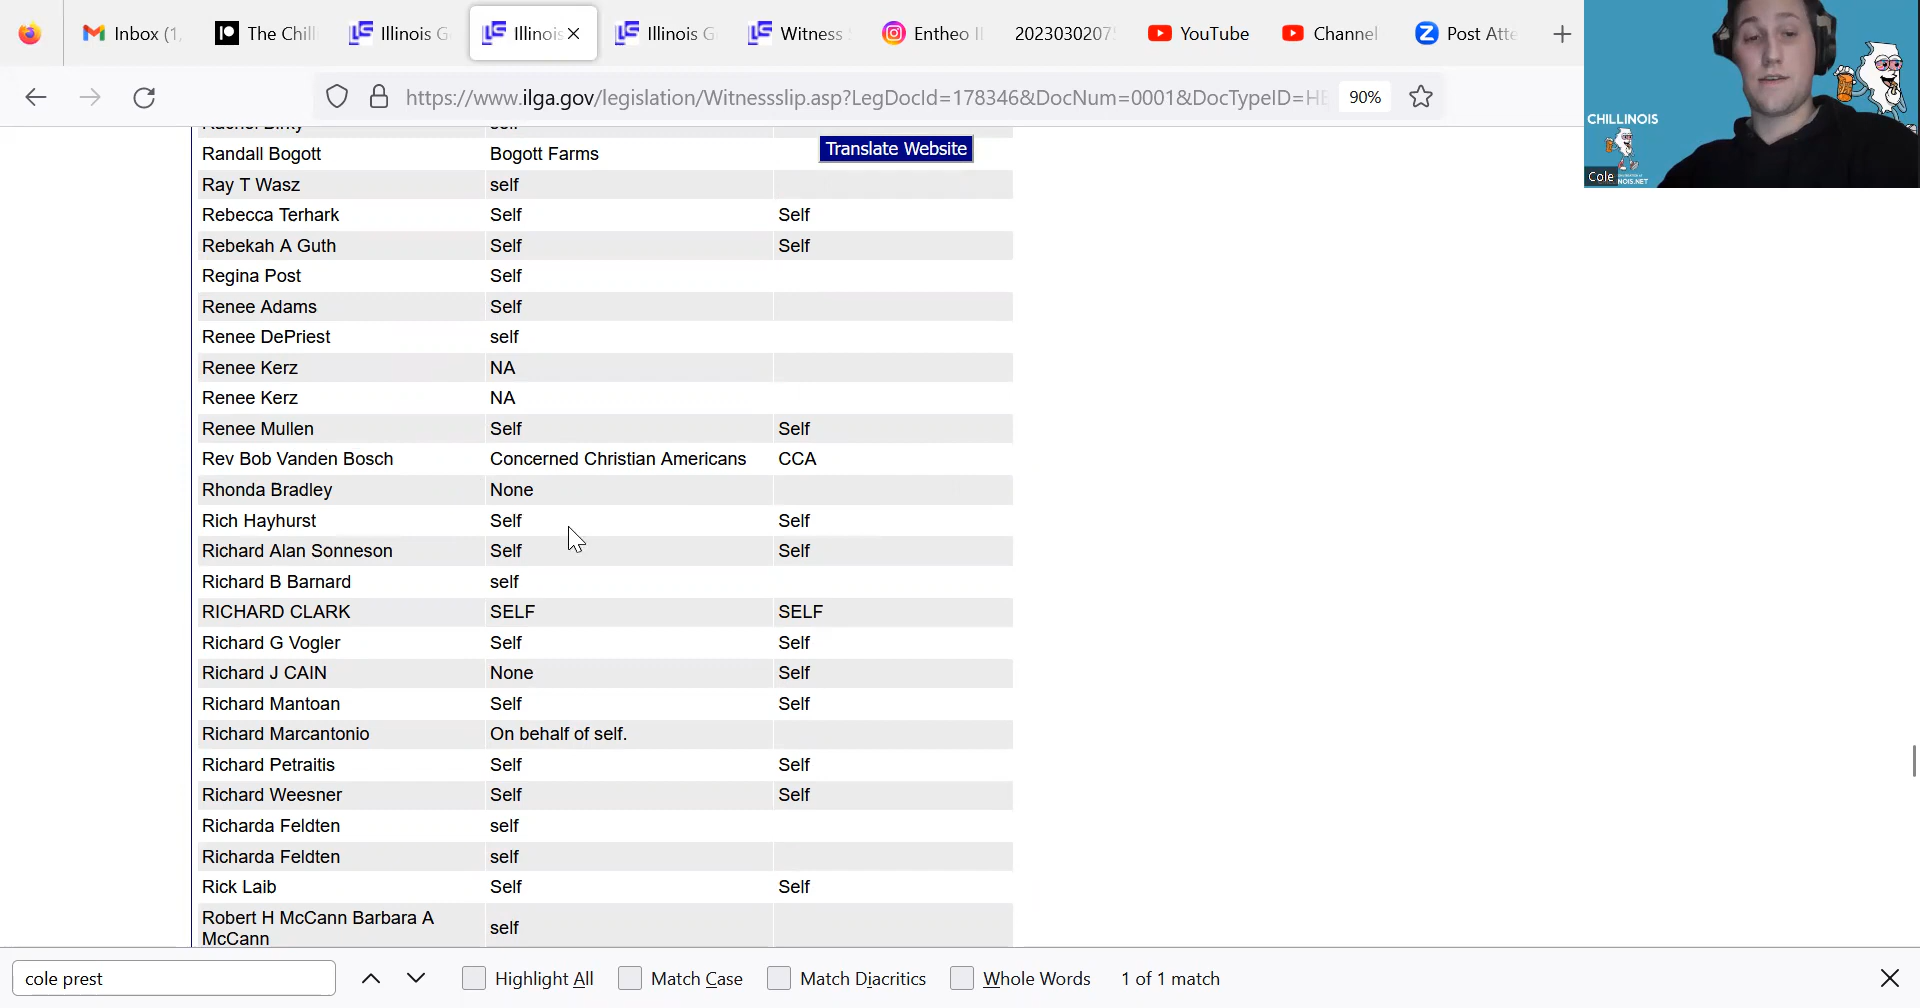 Inbox (1,
The Chill
Illinois G
Illinois
Illinois G
Witness S
Entheo Il
2023030207
YouTube
Channel
Post Atte
https://www.ilga.gov/legislation/Witnessslip.asp?LegDocId=178346&DocNum=0001&DocTypeID=HB
90%
CHILLINOIS
Cole
NOIS.NET
Translate Website
Randall Bogott Bogott Farms
Ray T Wasz self
Rebecca Terhark Self Self
Rebekah A Guth Self Self
Regina Post Self
Renee Adams Self
Renee DePriest self
Renee Kerz NA
Renee Kerz NA
Renee Mullen Self Self
Rev Bob Vanden Bosch Concerned Christian Americans CCA
Rhonda Bradley None
Rich Hayhurst Self Self
Richard Alan Sonneson Self Self
Richard B Barnard self
RICHARD CLARK SELF SELF
Richard G Vogler Self Self
Richard J CAIN None Self
Richard Mantoan Self Self
Richard Marcantonio On behalf of self.
Richard Petraitis Self Self
Richard Weesner Self Self
Richarda Feldten self
Richarda Feldten self
Rick Laib Self Self
Robert H McCann Barbara A
McCann self
cole prest
Highlight All
Match Case
Match Diacritics
Whole Words
1 of 1 match